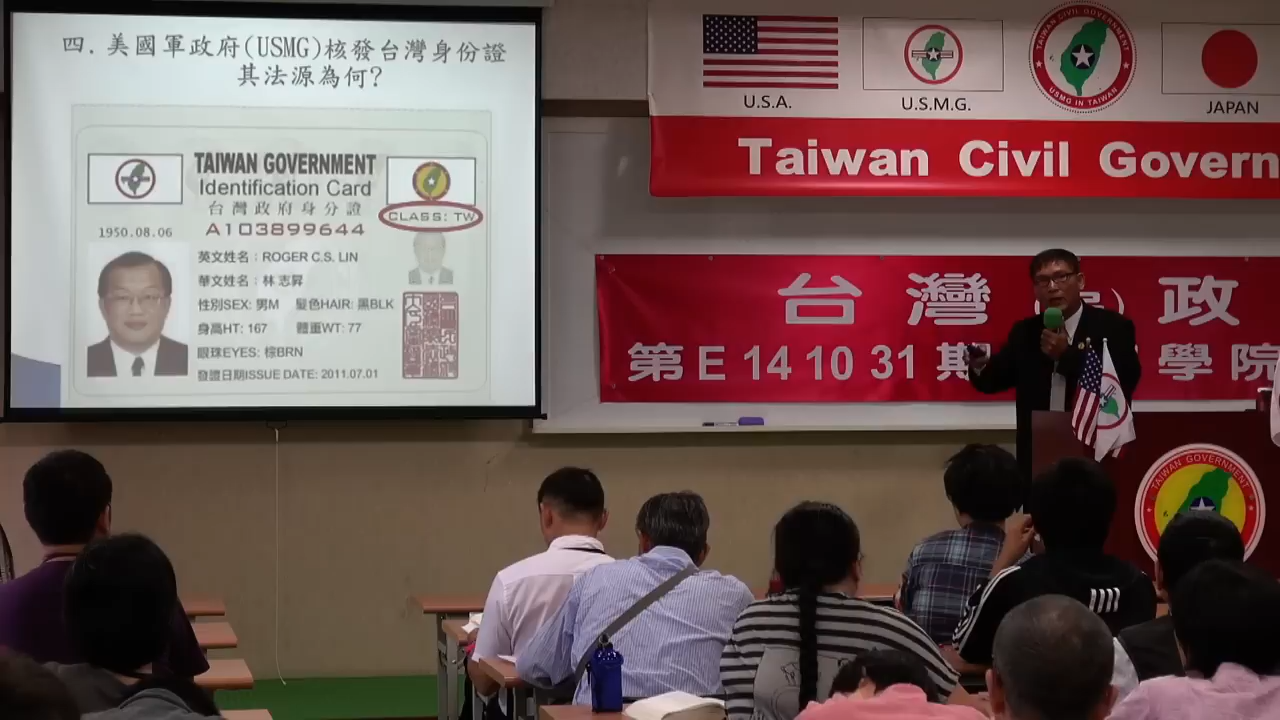 四. 美國軍政府(USMG)核發台灣身份證
其法源為何?
TAIWAN GOVERNMENT
Identification Card
台灣政府身分證
CLASS: TW
A103899644
1950.08.06
英文姓名：ROGER C.S. LIN
華文姓名：林志昇
性別SEX: 男M 髮色HAIR: 黑BLK
身高HT: 167 體重WT: 77
眼珠EYES: 棕BRN
發證日期ISSUE DATE: 2011.07.01
U.S.A.
U.S.M.G.
TAIWAN CIVIL GOVERNMENT
USMG IN TAIWAN
JAPAN
Taiwan Civil Govern
台灣 政
第E 14 10 31 期 學院
TAIWAN GOVERNMENT